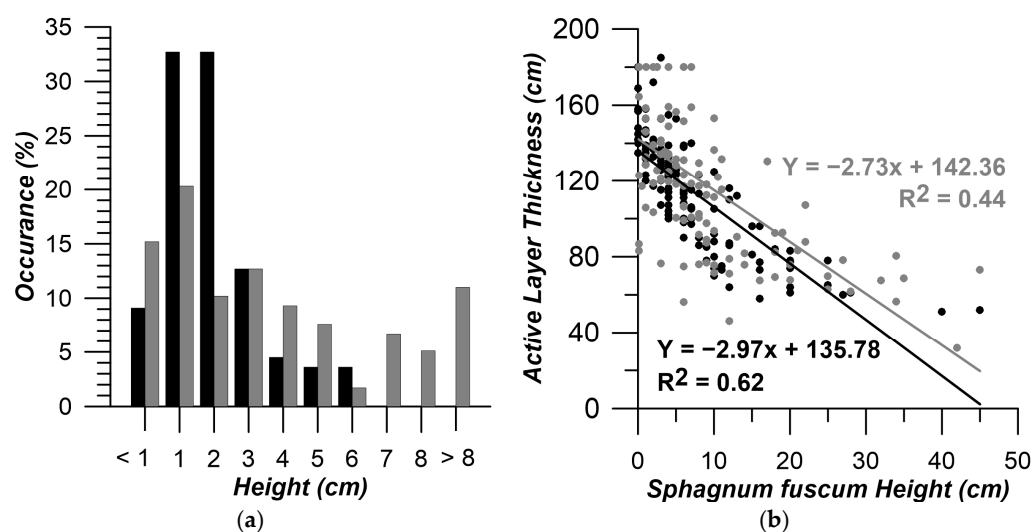 35
30
25
20
15
10
5
0
Occurance (%)
< 1 1 2 3 4 5 6 7 8 > 8
Height (cm)
(a)
200
160
120
80
40
0
Active Layer Thickness (cm)
Y = −2.73x + 142.36
R2 = 0.44
Y = −2.97x + 135.78
R2 = 0.62
0 10 20 30 40 50
Sphagnum fuscum Height (cm)
(b)